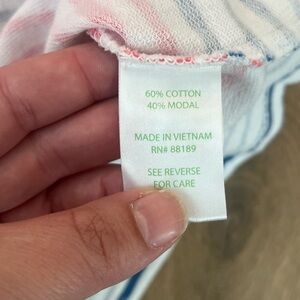 60% COTTON
40% MODAL
MADE IN VIETNAM
RN# 88189
SEE REVERSE
FOR CARE